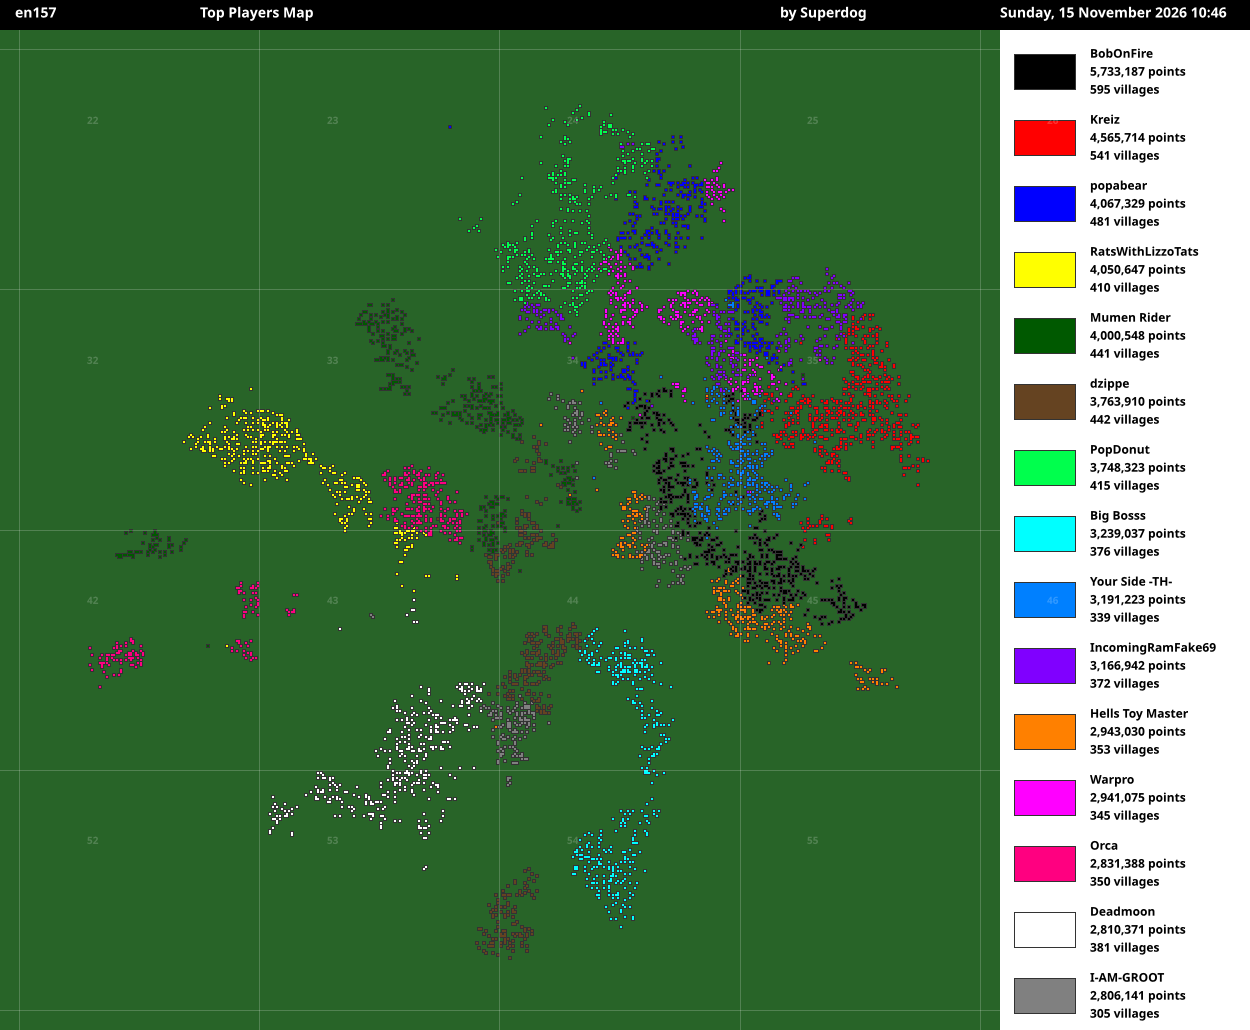 en157 Top Players Map by Superdog Sunday, 15 November 2026 10:46
22 23 24 25 26
32 33 34 35
42 43 44 45 46
52 53 54 55
BobOnFire
5,733,187 points
595 villages
Kreiz
4,565,714 points
541 villages
popabear
4,067,329 points
481 villages
RatsWithLizzoTats
4,050,647 points
410 villages
Mumen Rider
4,000,548 points
441 villages
dzippe
3,763,910 points
442 villages
PopDonut
3,748,323 points
415 villages
Big Bosss
3,239,037 points
376 villages
Your Side -TH-
3,191,223 points
339 villages
IncomingRamFake69
3,166,942 points
372 villages
Hells Toy Master
2,943,030 points
353 villages
Warpro
2,941,075 points
345 villages
Orca
2,831,388 points
350 villages
Deadmoon
2,810,371 points
381 villages
I-AM-GROOT
2,806,141 points
305 villages